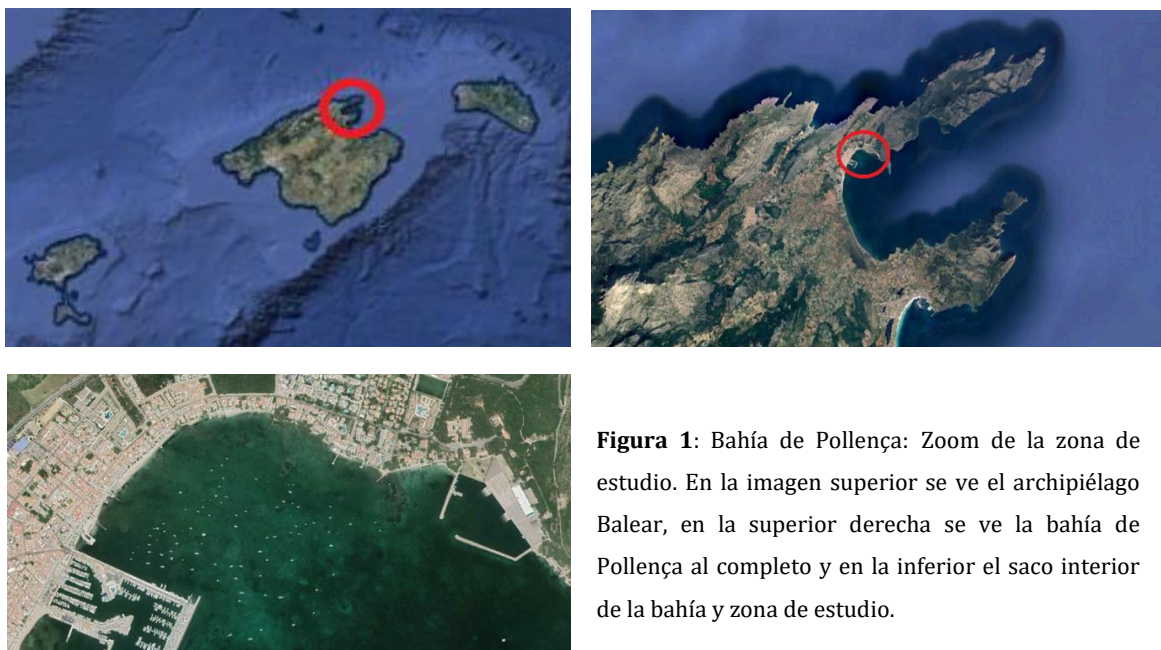 Figura 1: Bahía de Pollença: Zoom de la zona de
estudio. En la imagen superior se ve el archipiélago
Balear, en la superior derecha se ve la bahía de
Pollença al completo y en la inferior el saco interior
de la bahía y zona de estudio.